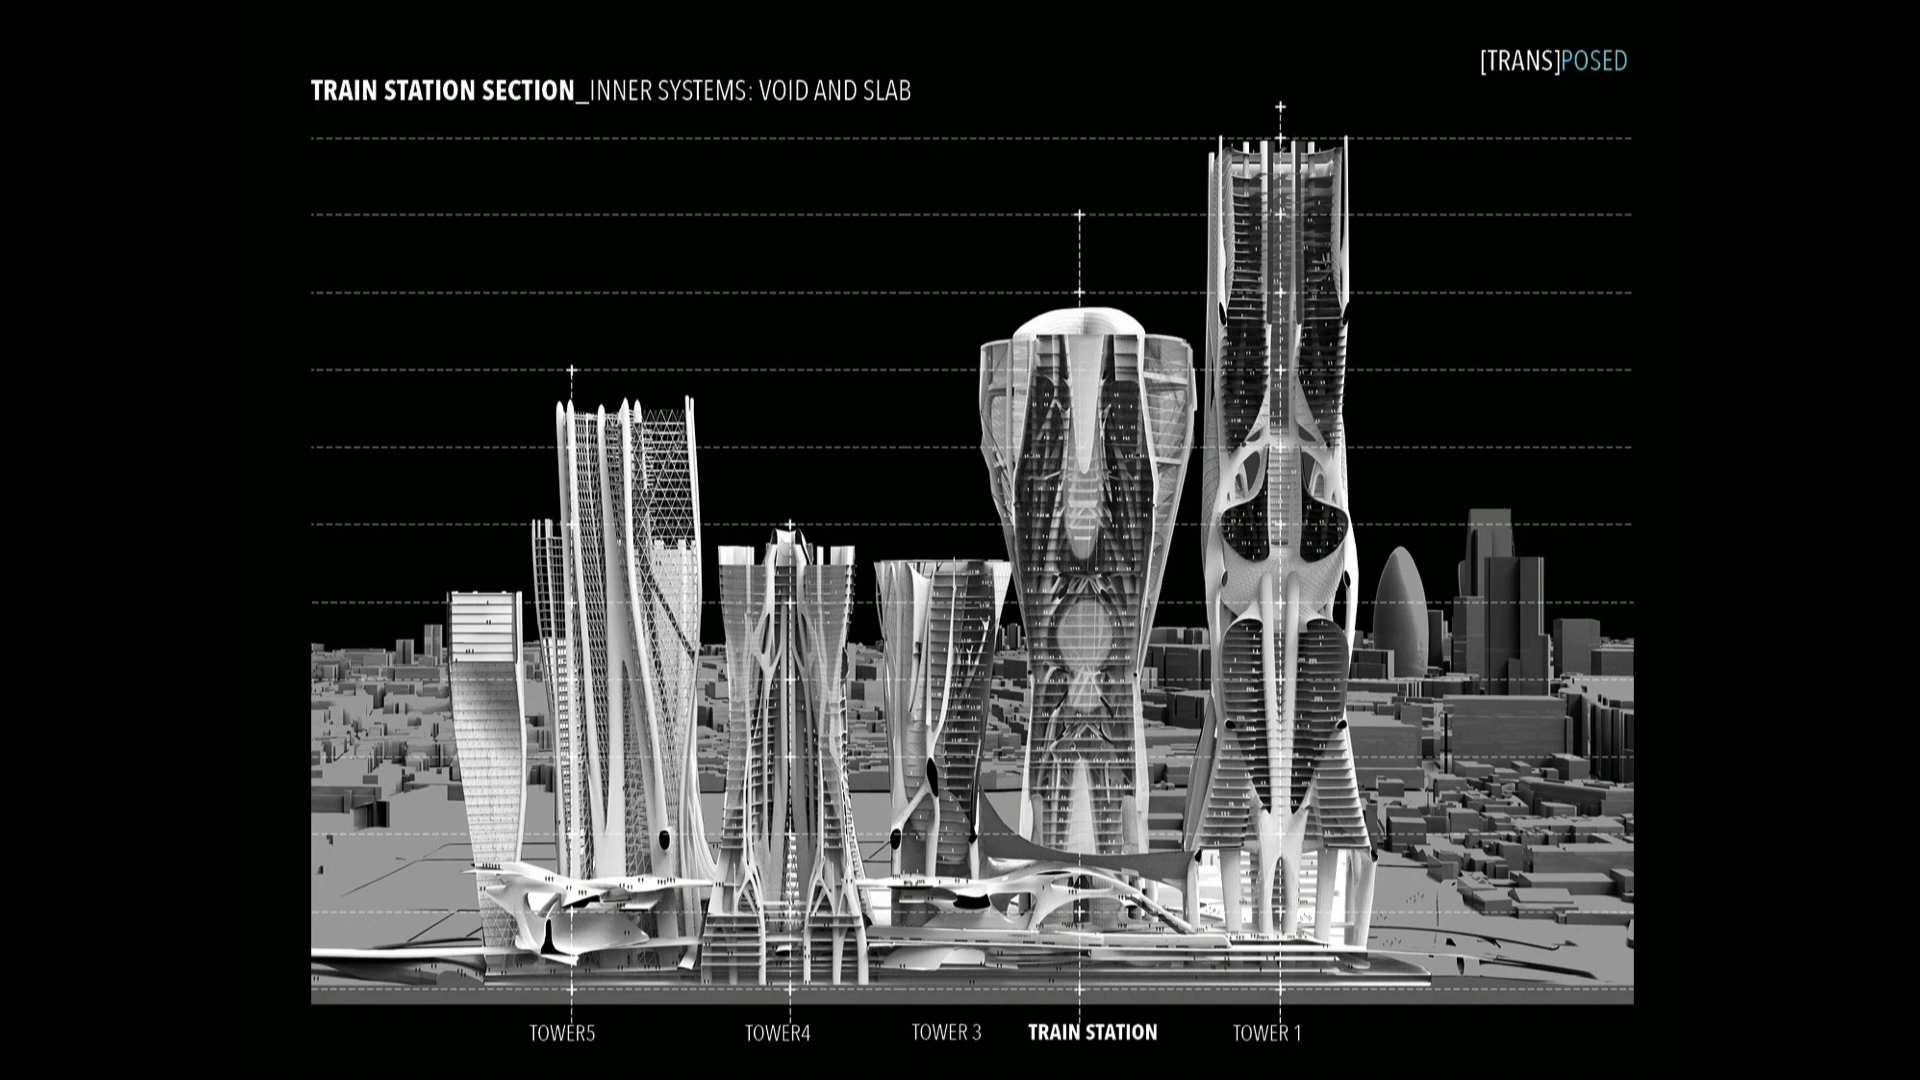 [TRANS]POSED
TRAIN STATION SECTION_INNER SYSTEMS: VOID AND SLAB
TOWER5
TOWER4
TOWER 3
TRAIN STATION
TOWER 1